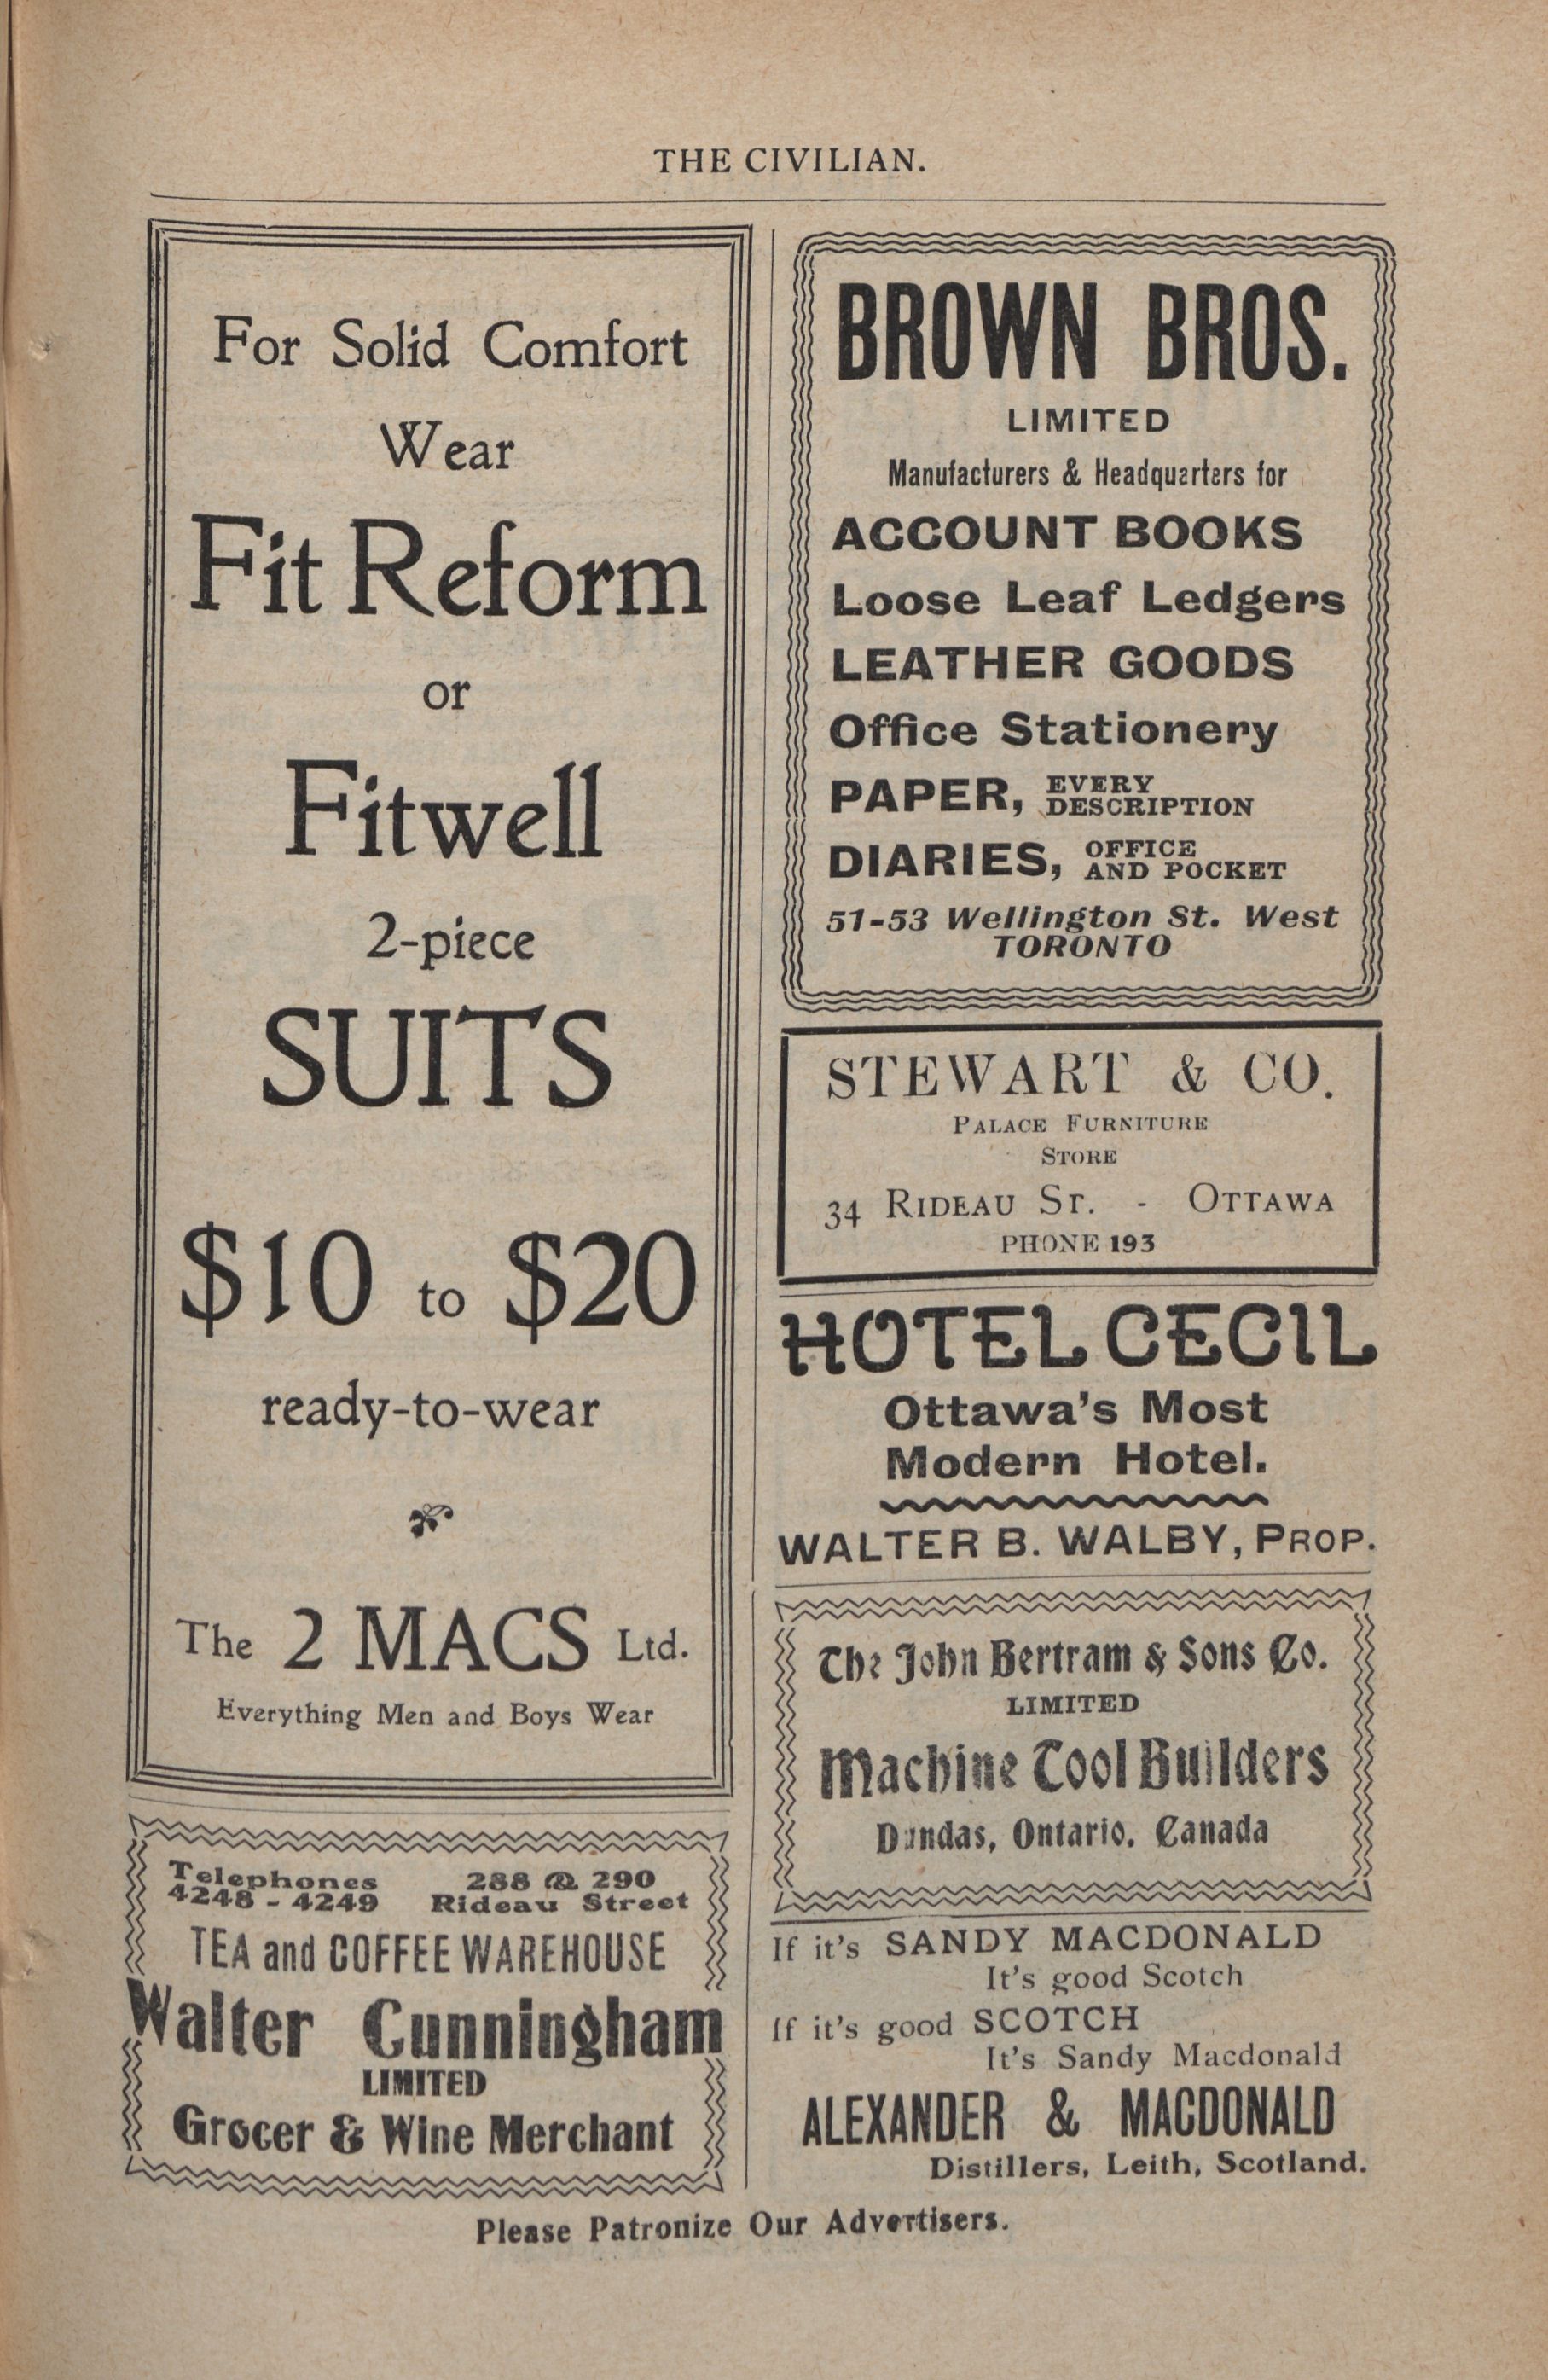 THE CIVILIAN.
For Solid Comfort
Wear
Fit Reform
or
Fitwell
2-piece
SUITS
$10 to $20
ready-to-wear
The 2 MACS Ltd.
Everything Men and Boys Wear
Telephones 288 & 290
4248 - 4249 Rideau Street
TEA and COFFEE WAREHOUSE
Walter Cunningham
LIMITED
Grocer & Wine Merchant
BROWN BROS.
LIMITED
Manufacturers & Headquarters for
ACCOUNT BOOKS
Loose Leaf Ledgers
LEATHER GOODS
Office Stationery
PAPER, EVERY
DESCRIPTION
DIARIES, OFFICE
AND POCKET
51-53 Wellington St. West
TORONTO
STEWART & CO.
PALACE FURNITURE
STORE
34 RIDEAU ST. - OTTAWA
PHONE 193
HOTEL CECIL
Ottawa's Most
Modern Hotel.
WALTER B. WALBY, PROP.
The John Bertram & Sons Co.
LIMITED
Machine Tool Builders
Dundas, Ontario. Canada
If it's SANDY MACDONALD
It's good Scotch
If it's good SCOTCH
It's Sandy Macdonald
ALEXANDER & MACDONALD
Distillers, Leith, Scotland.
Please Patronize Our Advertisers.